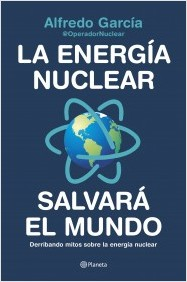 Alfredo García
@OperadorNuclear
LA ENERGÍA
NUCLEAR
SALVARÁ
EL MUNDO
Derribando mitos sobre la energía nuclear
Planeta